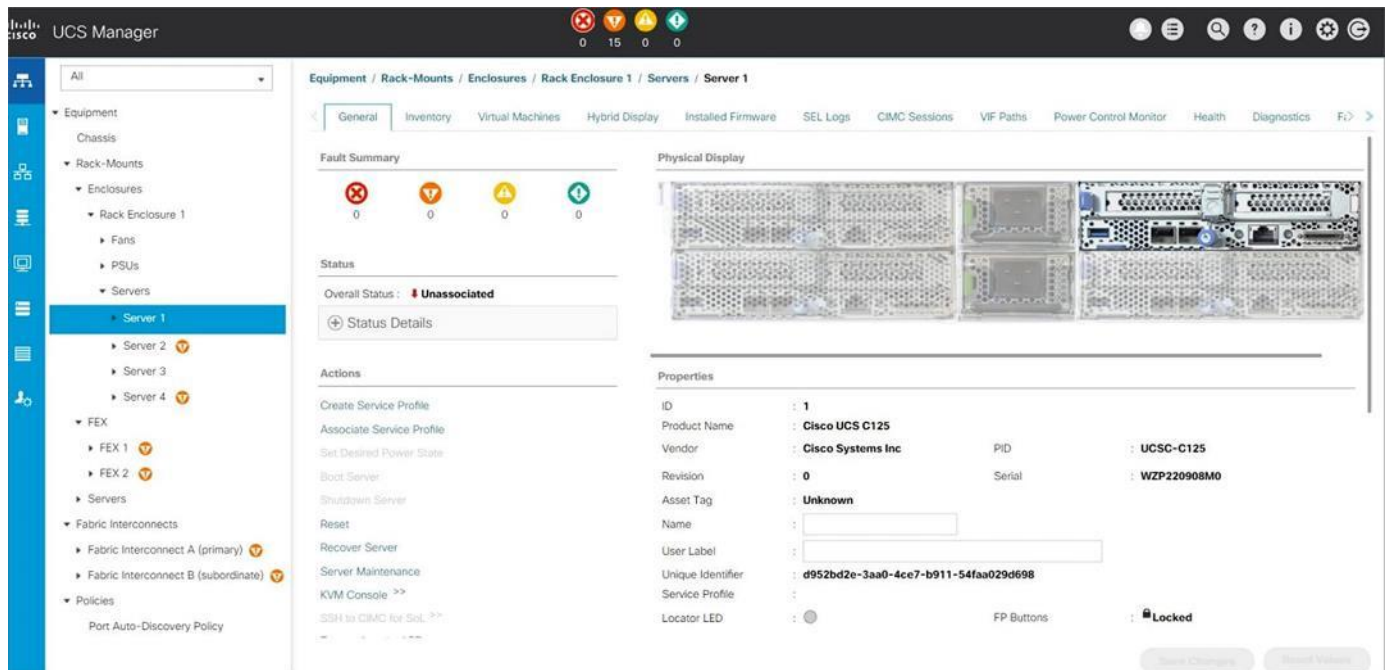 cisco UCS Manager
0 15 0 0
All
Equipment
Chassis
Rack-Mounts
Enclosures
Rack Enclosure 1
Fans
PSUs
Servers
Server 1
Server 2
Server 3
Server 4
FEX
FEX 1
FEX 2
Servers
Fabric Interconnects
Fabric Interconnect A (primary)
Fabric Interconnect B (subordinate)
Policies
Port Auto-Discovery Policy
Equipment / Rack-Mounts / Enclosures / Rack Enclosure 1 / Servers / Server 1
General Inventory Virtual Machines Hybrid Display Installed Firmware SEL Logs CIMC Sessions VIF Paths Power Control Monitor Health Diagnostics
Fault Summary
0 0 0 0
Status
Overall Status : Unassociated
Status Details
Actions
Create Service Profile
Associate Service Profile
Set Desired Power State
Boot Server
Shutdown Server
Reset
Recover Server
Server Maintenance
KVM Console >>
SSH to CIMC for SoL >>
Physical Display
Properties
ID : 1
Product Name : Cisco UCS C125
Vendor : Cisco Systems Inc PID : UCSC-C125
Revision : 0 Serial : WZP220908M0
Asset Tag : Unknown
Name :
User Label :
Unique Identifier : d952bd2e-3aa0-4ce7-b911-54faa029d698
Service Profile :
Locator LED : FP Buttons : Locked
Save Changes Reset Values